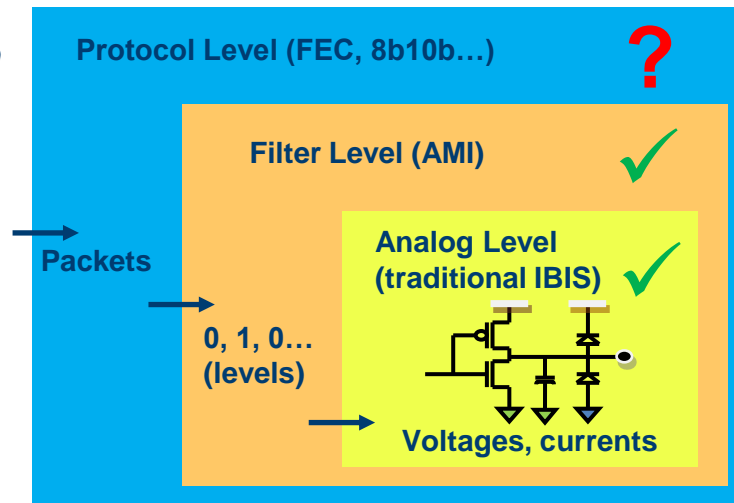 Protocol Level (FEC, 8b10b…)
?
Filter Level (AMI)
Analog Level
(traditional IBIS)
Packets
0, 1, 0…
(levels)
Voltages, currents